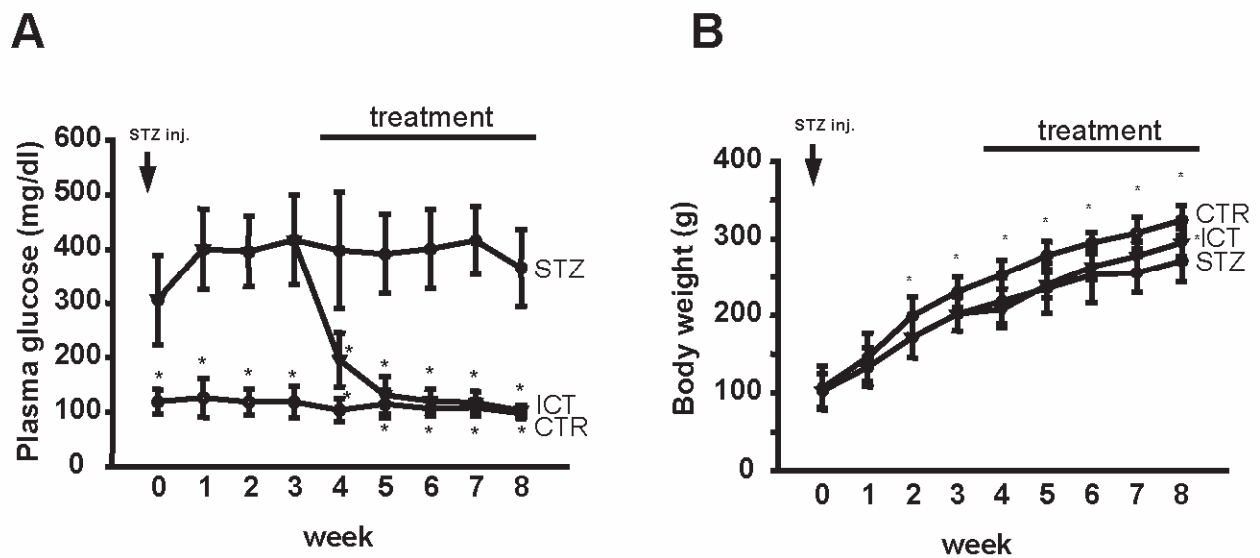 A
STZ inj.
treatment
Plasma glucose (mg/dl)
600
500
400
300
200
100
0
STZ
ICT
CTR
* * * * * * * * *
* * * * *
0 1 2 3 4 5 6 7 8
week
B
STZ inj.
treatment
Body weight (g)
400
300
200
100
0
* * * * * * *
CTR
*ICT
STZ
0 1 2 3 4 5 6 7 8
week